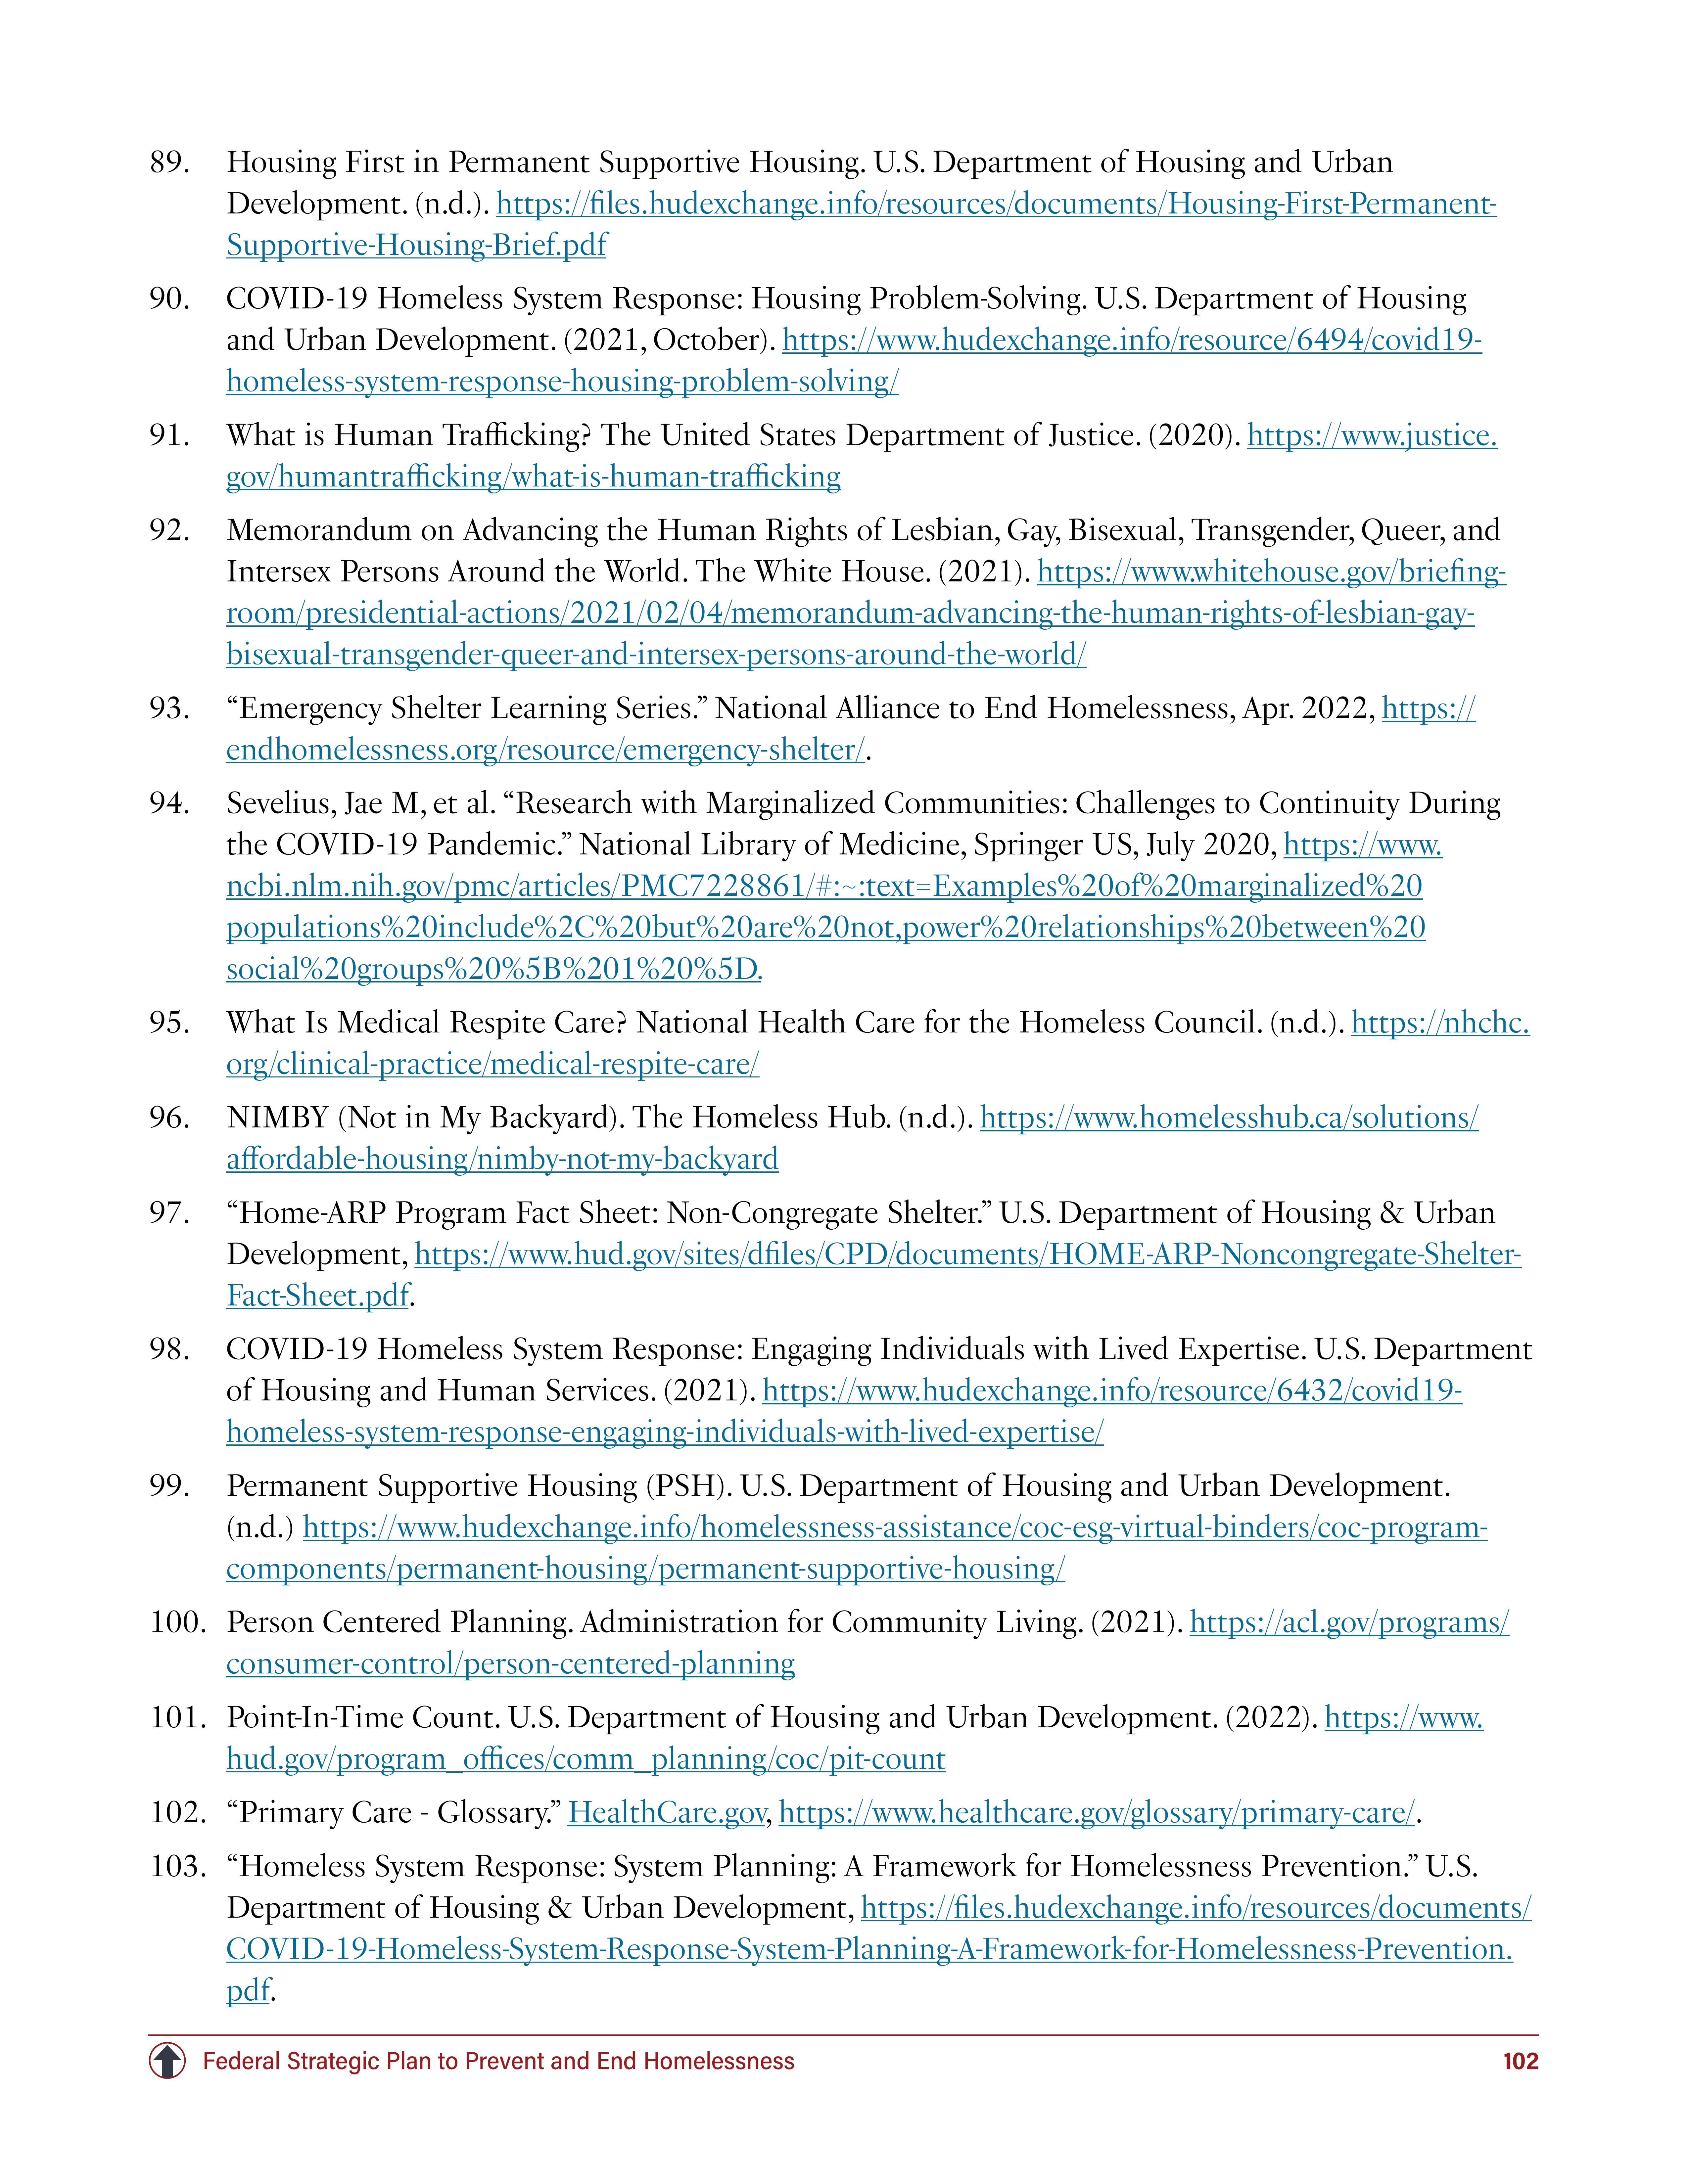 89. Housing First in Permanent Supportive Housing. U.S. Department of Housing and Urban
Development. (n.d.). https://files.hudexchange.info/resources/documents/Housing-First-Permanent-
Supportive-Housing-Brief.pdf
90. COVID-19 Homeless System Response: Housing Problem-Solving. U.S. Department of Housing
and Urban Development. (2021, October). https://www.hudexchange.info/resource/6494/covid19-
homeless-system-response-housing-problem-solving/
91. What is Human Trafficking? The United States Department of Justice. (2020). https://www.justice.
gov/humantrafficking/what-is-human-trafficking
92. Memorandum on Advancing the Human Rights of Lesbian, Gay, Bisexual, Transgender, Queer, and
Intersex Persons Around the World. The White House. (2021). https://www.whitehouse.gov/briefing-
room/presidential-actions/2021/02/04/memorandum-advancing-the-human-rights-of-lesbian-gay-
bisexual-transgender-queer-and-intersex-persons-around-the-world/
93. “Emergency Shelter Learning Series.” National Alliance to End Homelessness, Apr. 2022, https://
endhomelessness.org/resource/emergency-shelter/.
94. Sevelius, Jae M, et al. “Research with Marginalized Communities: Challenges to Continuity During
the COVID-19 Pandemic.” National Library of Medicine, Springer US, July 2020, https://www.
ncbi.nlm.nih.gov/pmc/articles/PMC7228861/#:~:text=Examples%20of%20marginalized%20
populations%20include%2C%20but%20are%20not,power%20relationships%20between%20
social%20groups%20%5B%201%20%5D.
95. What Is Medical Respite Care? National Health Care for the Homeless Council. (n.d.). https://nhchc.
org/clinical-practice/medical-respite-care/
96. NIMBY (Not in My Backyard). The Homeless Hub. (n.d.). https://www.homelesshub.ca/solutions/
affordable-housing/nimby-not-my-backyard
97. “Home-ARP Program Fact Sheet: Non-Congregate Shelter.” U.S. Department of Housing & Urban
Development, https://www.hud.gov/sites/dfiles/CPD/documents/HOME-ARP-Noncongregate-Shelter-
Fact-Sheet.pdf.
98. COVID-19 Homeless System Response: Engaging Individuals with Lived Expertise. U.S. Department
of Housing and Human Services. (2021). https://www.hudexchange.info/resource/6432/covid19-
homeless-system-response-engaging-individuals-with-lived-expertise/
99. Permanent Supportive Housing (PSH). U.S. Department of Housing and Urban Development.
(n.d.) https://www.hudexchange.info/homelessness-assistance/coc-esg-virtual-binders/coc-program-
components/permanent-housing/permanent-supportive-housing/
100. Person Centered Planning. Administration for Community Living. (2021). https://acl.gov/programs/
consumer-control/person-centered-planning
101. Point-In-Time Count. U.S. Department of Housing and Urban Development. (2022). https://www.
hud.gov/program_offices/comm_planning/coc/pit-count
102. “Primary Care - Glossary.” HealthCare.gov, https://www.healthcare.gov/glossary/primary-care/.
103. “Homeless System Response: System Planning: A Framework for Homelessness Prevention.” U.S.
Department of Housing & Urban Development, https://files.hudexchange.info/resources/documents/
COVID-19-Homeless-System-Response-System-Planning-A-Framework-for-Homelessness-Prevention.
pdf.
Federal Strategic Plan to Prevent and End Homelessness 102